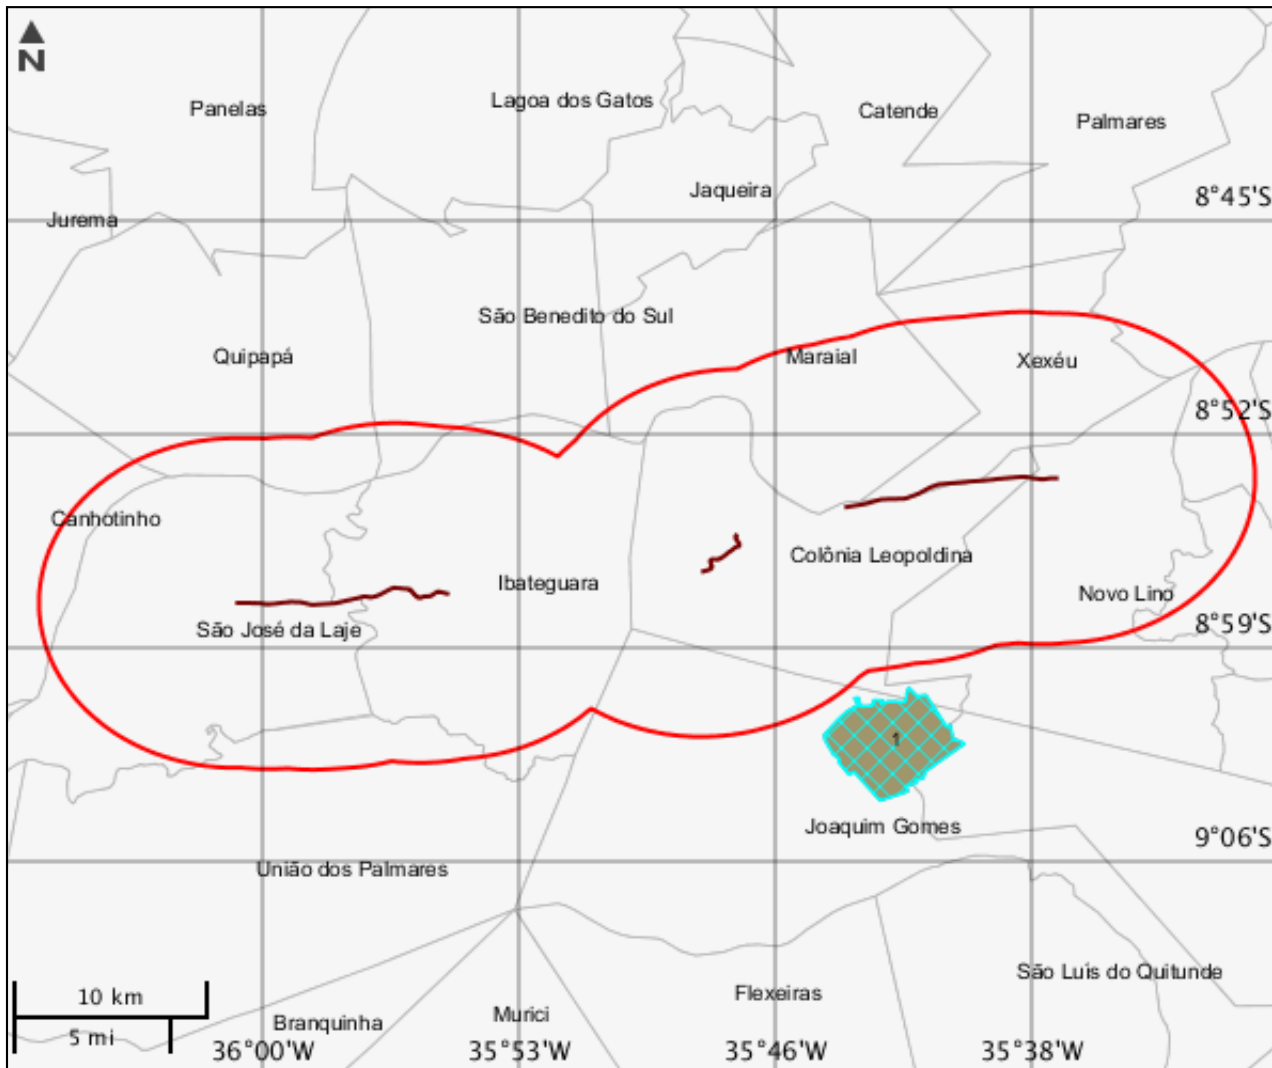 N
Panelas
Lagoa dos Gatos
Catende
Palmares
Jaqueira
8°45'S
Jurema
São Benedito do Sul
Quipapá
Maraial
Xexéu
8°52'S
Canhotinho
Colônia Leopoldina
Ibateguara
Novo Lino
São José da Laje
8°59'S
1
Joaquim Gomes
9°06'S
União dos Palmares
São Luis do Quitunde
Flexeiras
10 km
Murici
Branquinha
5 mi
36°00'W
35°53'W
35°46'W
35°38'W